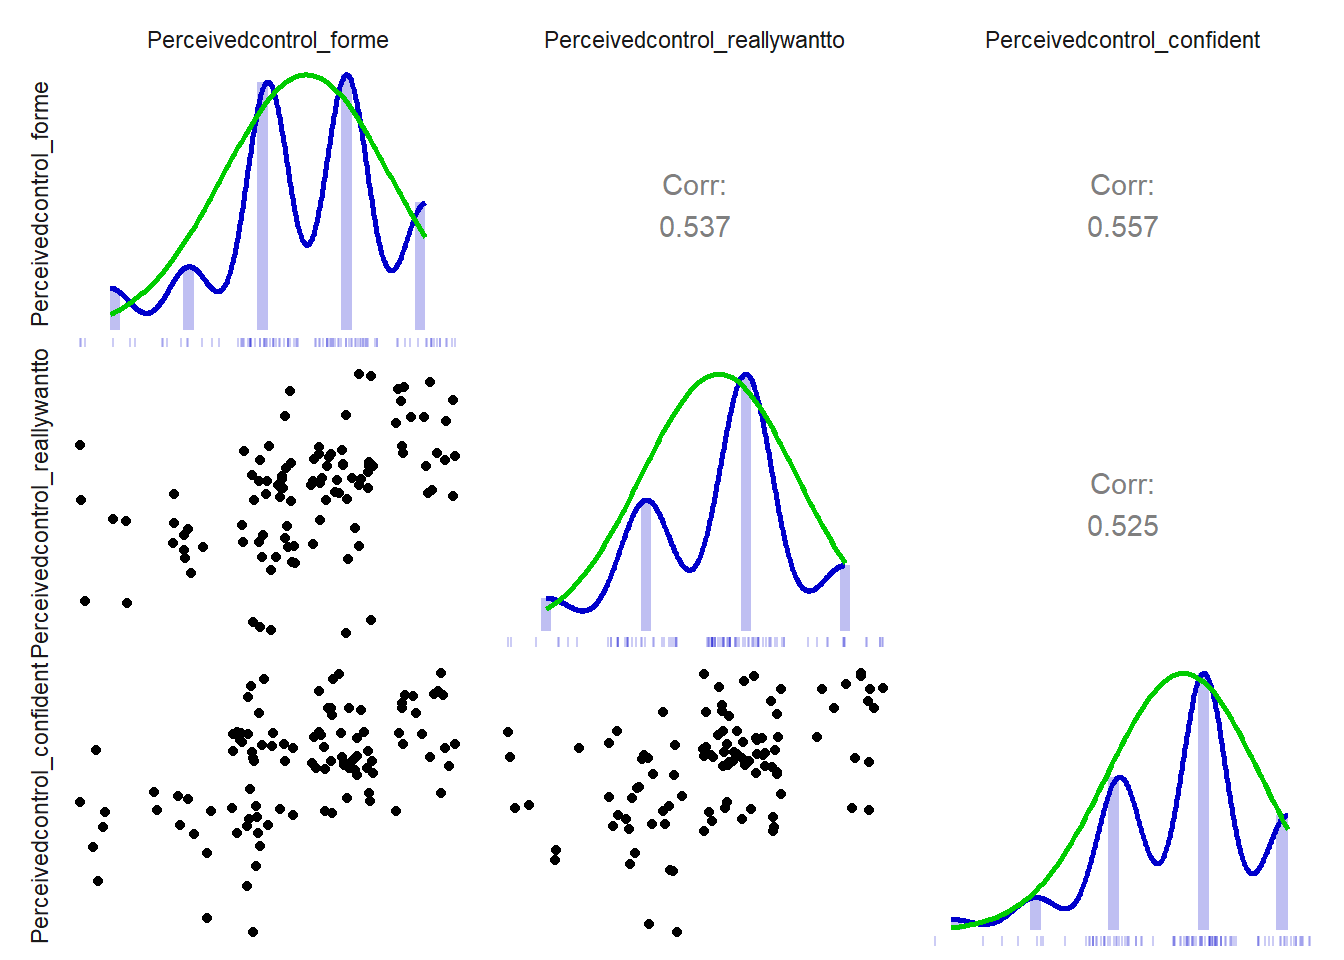 Perceivedcontrol_forme
Perceivedcontrol_reallywantto
Perceivedcontrol_confident
Perceivedcontrol_forme
Corr:
0.537
Corr:
0.557
Perceivedcontrol_reallywantto
Corr:
0.525
Perceivedcontrol_confident